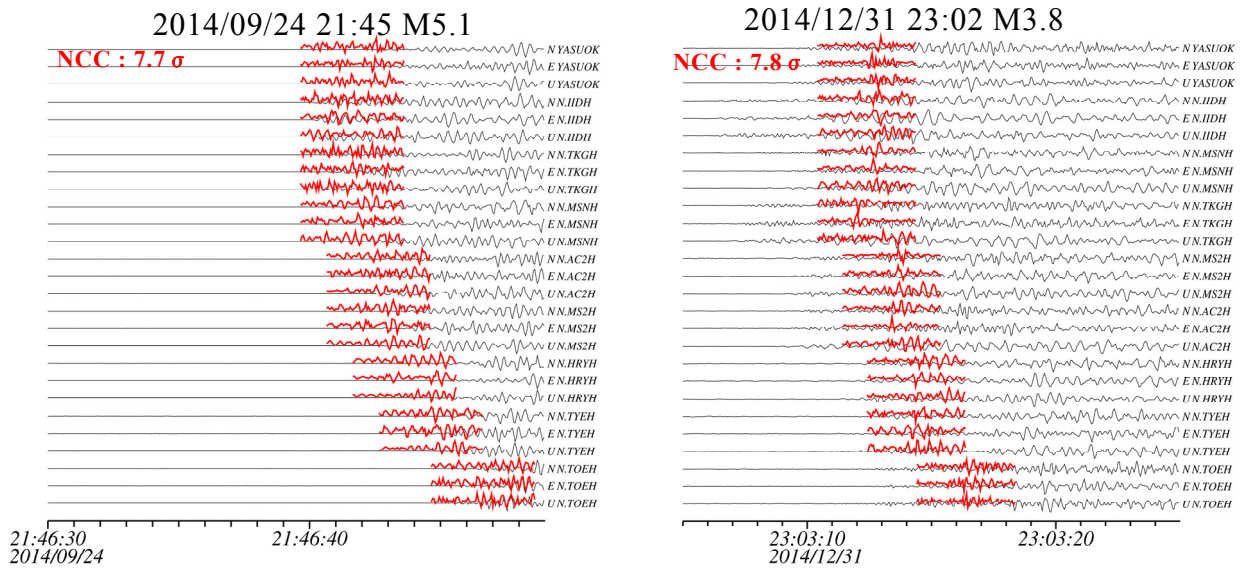 2014/09/24 21:45 M5.1
NCC : 7.7 σ
N YASUOK
E YASUOK
U YASUOK
N N.IIDH
E N.IIDH
U N.IIDH
N N.TKGH
E N.TKGH
U N.TKGH
N N.MSNH
E N.MSNH
U N.MSNH
N N.AC2H
E N.AC2H
U N.AC2H
N N.MS2H
E N.MS2H
U N.MS2H
N N.HRYH
E N.HRYH
U N.HRYH
N N.TYEH
E N.TYEH
U N.TYEH
N N.TOEH
E N.TOEH
U N.TOEH
21:46:30 21:46:40
2014/09/24
2014/12/31 23:02 M3.8
NCC : 7.8 σ
N YASUOK
E YASUOK
U YASUOK
N N.IIDH
E N.IIDH
U N.IIDH
N N.MSNH
E N.MSNH
U N.MSNH
N N.TKGH
E N.TKGH
U N.TKGH
N N.MS2H
E N.MS2H
U N.MS2H
N N.AC2H
E N.AC2H
U N.AC2H
N N.HRYH
E N.HRYH
U N.HRYH
N N.TYEH
E N.TYEH
U N.TYEH
N N.TOEH
E N.TOEH
U N.TOEH
23:03:10 23:03:20
2014/12/31